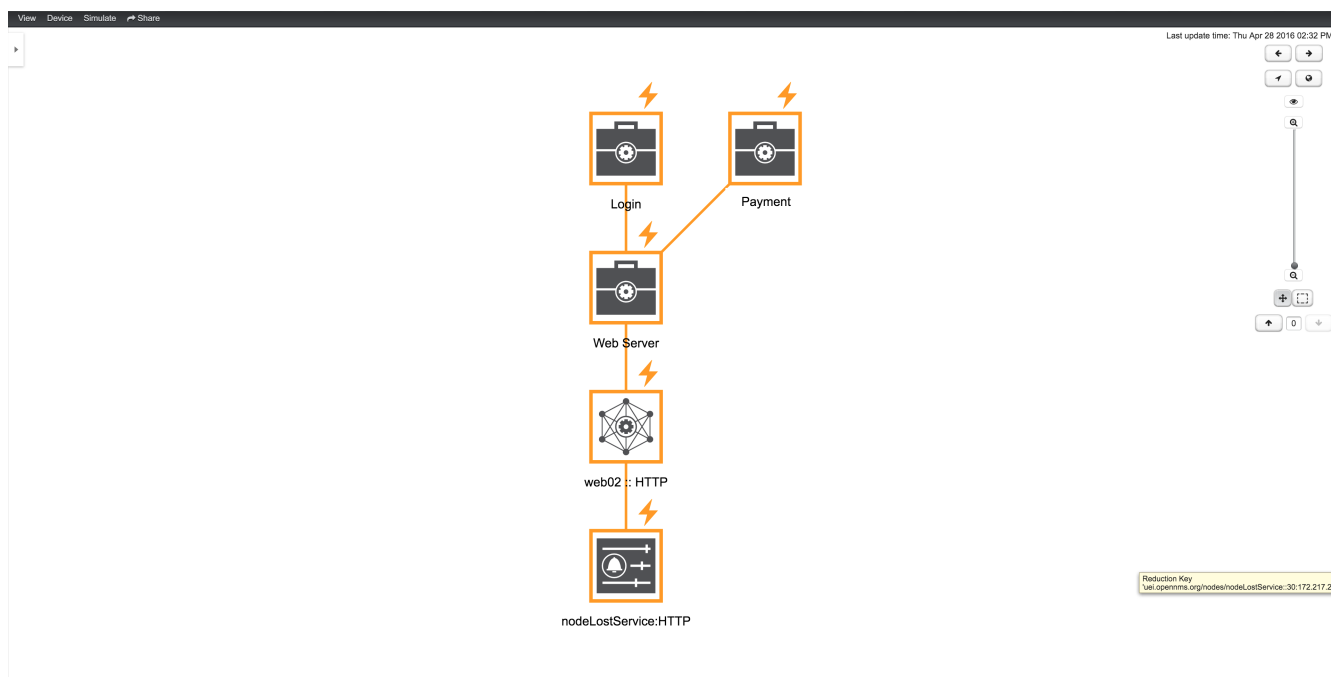 View Device Simulate Share
Last update time: Thu Apr 28 2016 02:32 PM
Login
Payment
Web Server
0
web02 :: HTTP
Reduction Key
'uei.opennms.org/nodes/nodeLostService::30:172.217.2
nodeLostService:HTTP